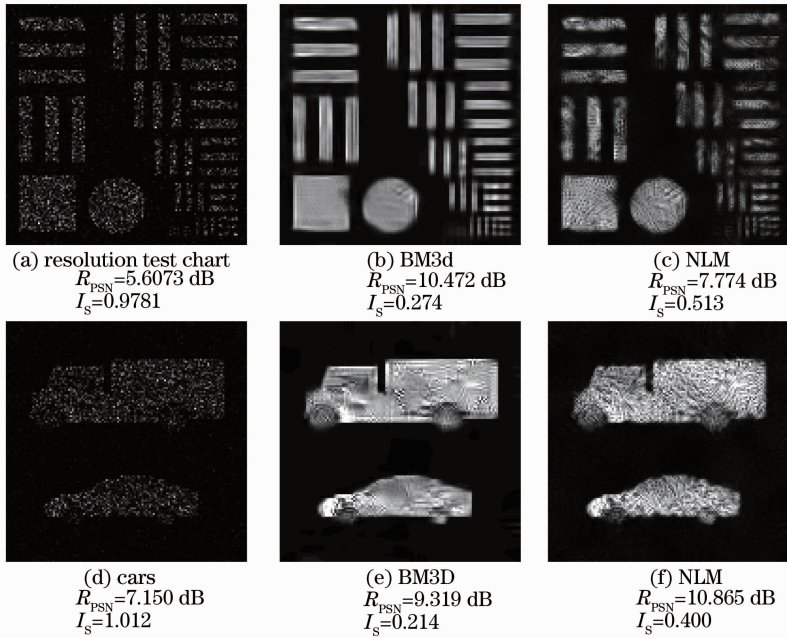 (a) resolution test chart
R_PSN=5.6073 dB
I_S=0.9781
(b) BM3d
R_PSN=10.472 dB
I_S=0.274
(c) NLM
R_PSN=7.774 dB
I_S=0.513
(d) cars
R_PSN=7.150 dB
I_S=1.012
(e) BM3D
R_PSN=9.319 dB
I_S=0.214
(f) NLM
R_PSN=10.865 dB
I_S=0.400